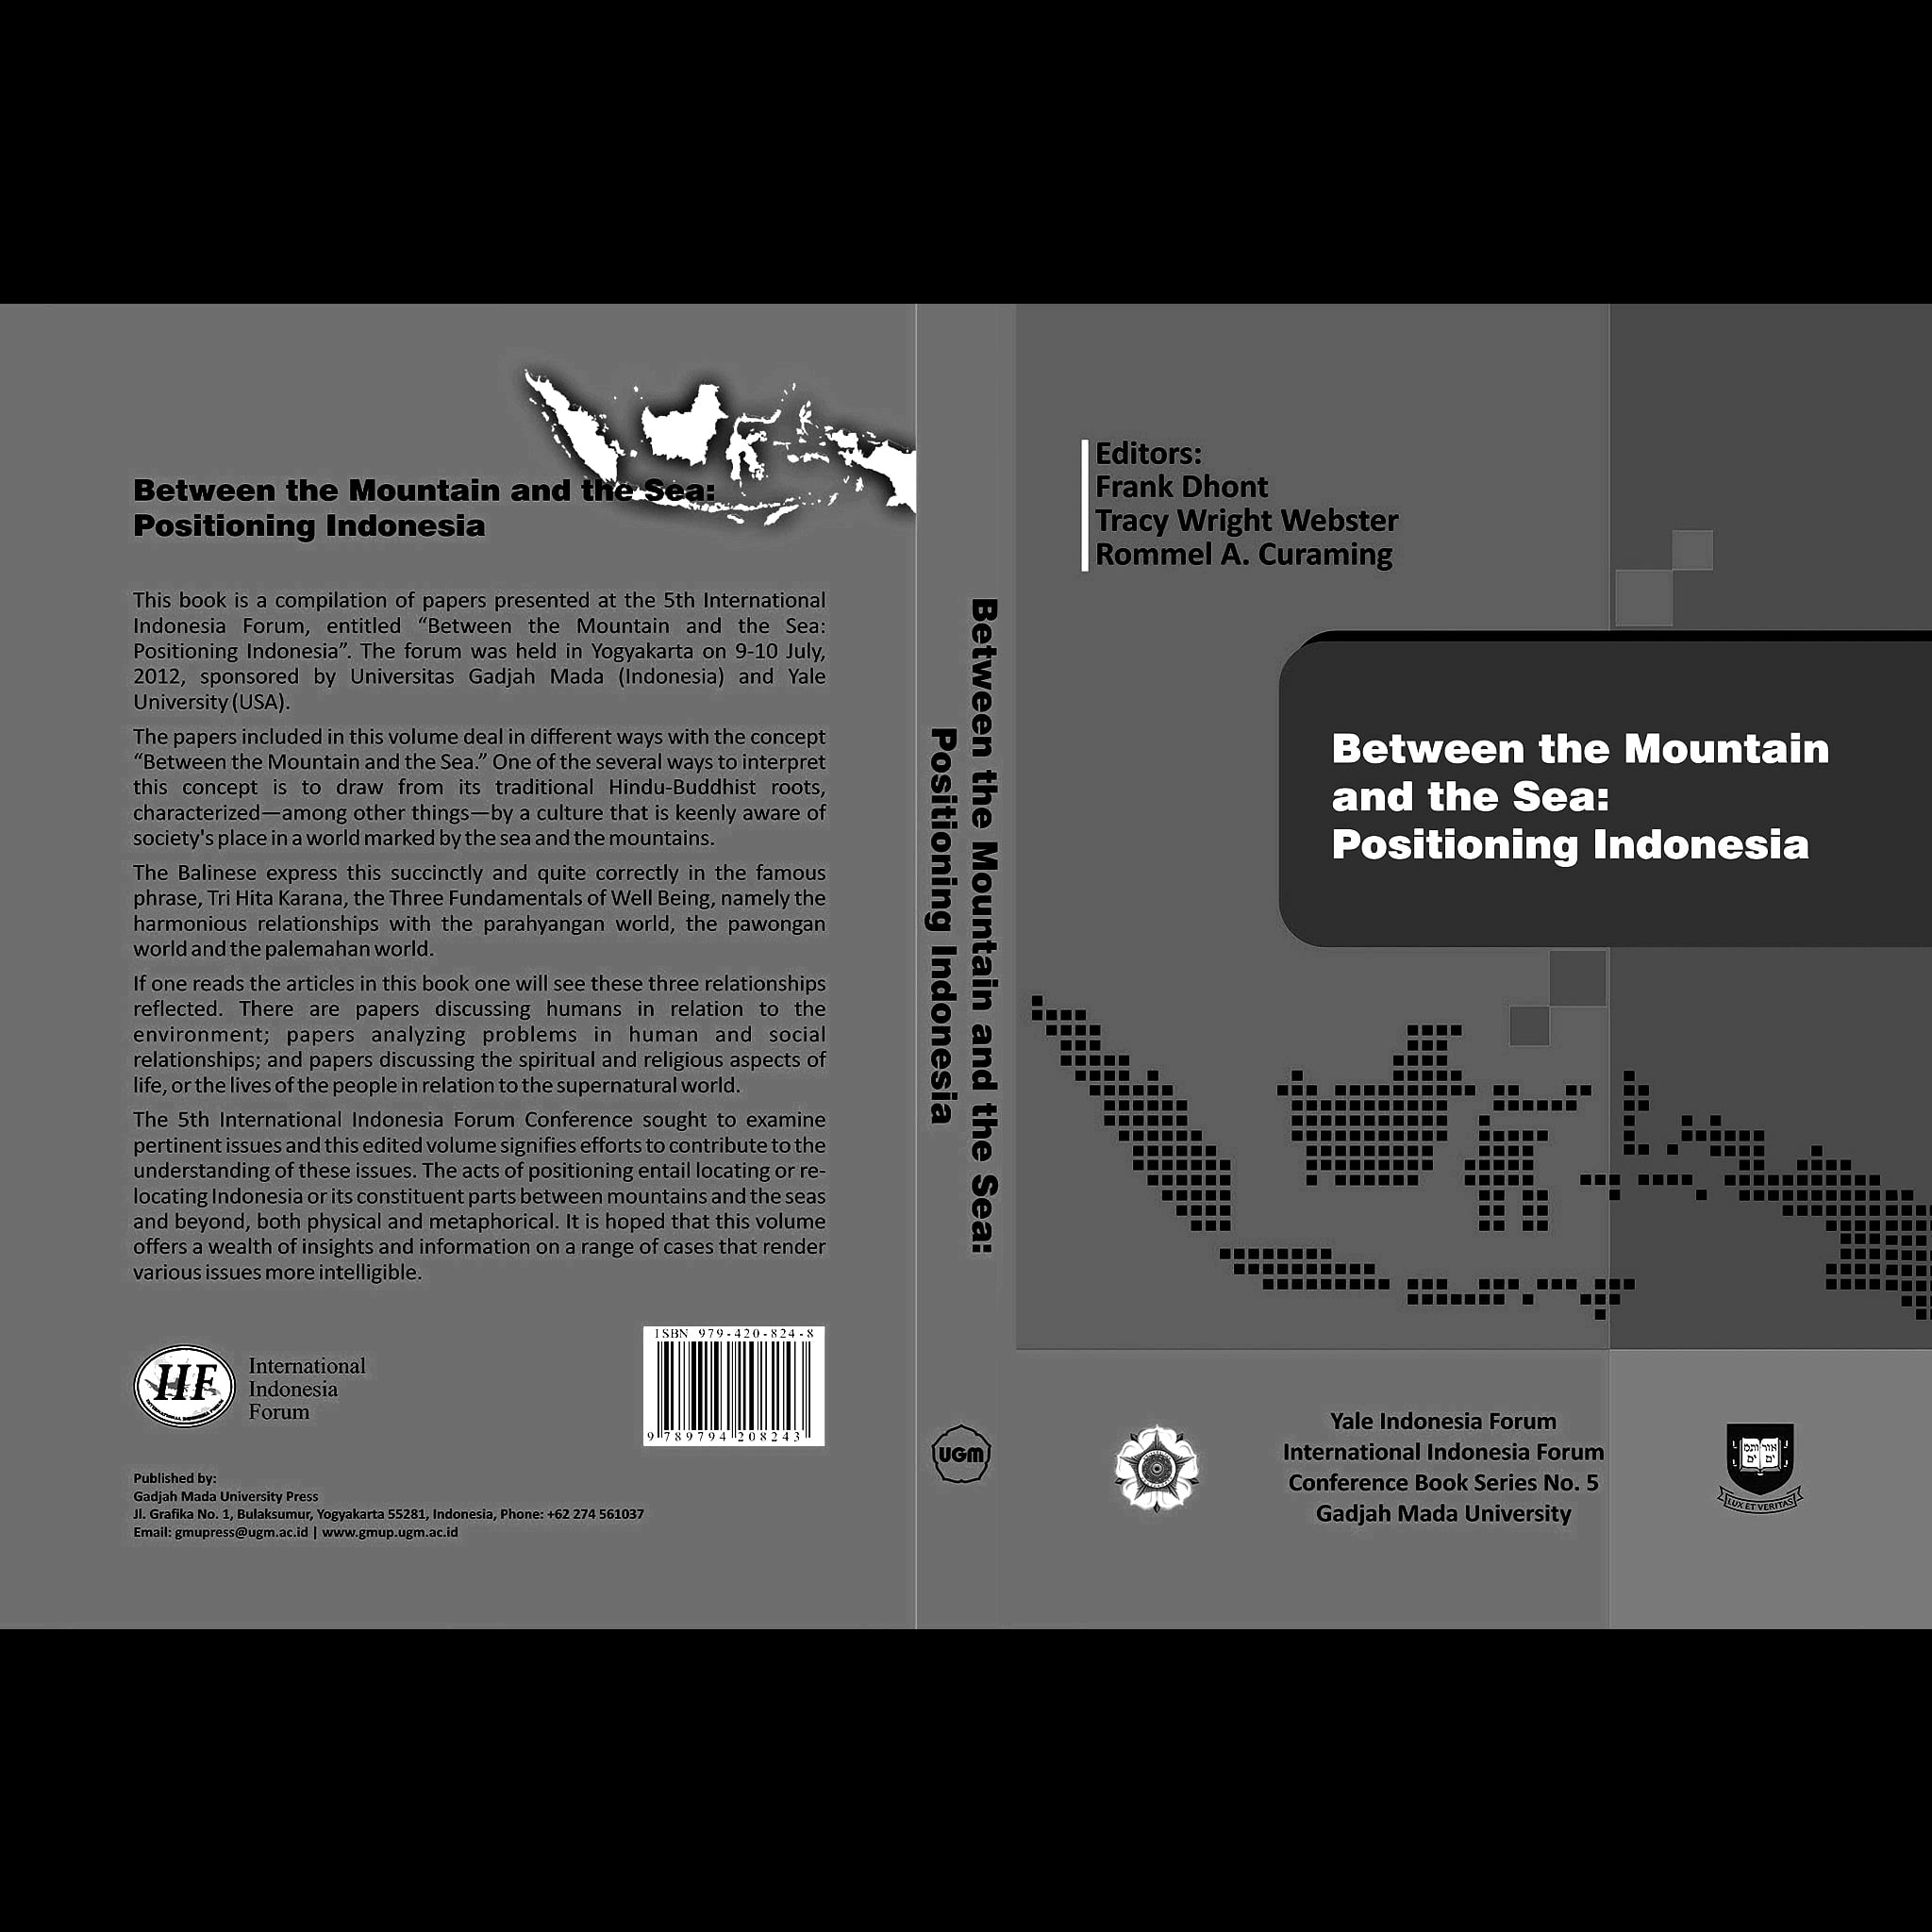 Between the Mountain and the Sea:
Positioning Indonesia
This book is a compilation of papers presented at the 5th International
Indonesia Forum, entitled “Between the Mountain and the Sea:
Positioning Indonesia”. The forum was held in Yogyakarta on 9-10 July,
2012, sponsored by Universitas Gadjah Mada (Indonesia) and Yale
University (USA).
The papers included in this volume deal in different ways with the concept
“Between the Mountain and the Sea.” One of the several ways to interpret
this concept is to draw from its traditional Hindu-Buddhist roots,
characterized—among other things—by a culture that is keenly aware of
society's place in a world marked by the sea and the mountains.
The Balinese express this succinctly and quite correctly in the famous
phrase, Tri Hita Karana, the Three Fundamentals of Well Being, namely the
harmonious relationships with the parahyangan world, the pawongan
world and the palemahan world.
If one reads the articles in this book one will see these three relationships
reflected. There are papers discussing humans in relation to the
environment; papers analyzing problems in human and social
relationships; and papers discussing the spiritual and religious aspects of
life, or the lives of the people in relation to the supernatural world.
The 5th International Indonesia Forum Conference sought to examine
pertinent issues and this edited volume signifies efforts to contribute to the
understanding of these issues. The acts of positioning entail locating or re-
locating Indonesia or its constituent parts between mountains and the seas
and beyond, both physical and metaphorical. It is hoped that this volume
offers a wealth of insights and information on a range of cases that render
various issues more intelligible.
IIF
INTERNATIONAL INDONESIA FORUM
International
Indonesia
Forum
ISBN 979-420-824-8
9 789794 208243
Published by:
Gadjah Mada University Press
Jl. Grafika No. 1, Bulaksumur, Yogyakarta 55281, Indonesia, Phone: +62 274 561037
Email: gmupress@ugm.ac.id | www.gmup.ugm.ac.id
Between the Mountain and the Sea:
Positioning Indonesia
UGM
Editors:
Frank Dhont
Tracy Wright Webster
Rommel A. Curaming
Between the Mountain
and the Sea:
Positioning Indonesia
Yale Indonesia Forum
International Indonesia Forum
Conference Book Series No. 5
Gadjah Mada University
LUX ET VERITAS